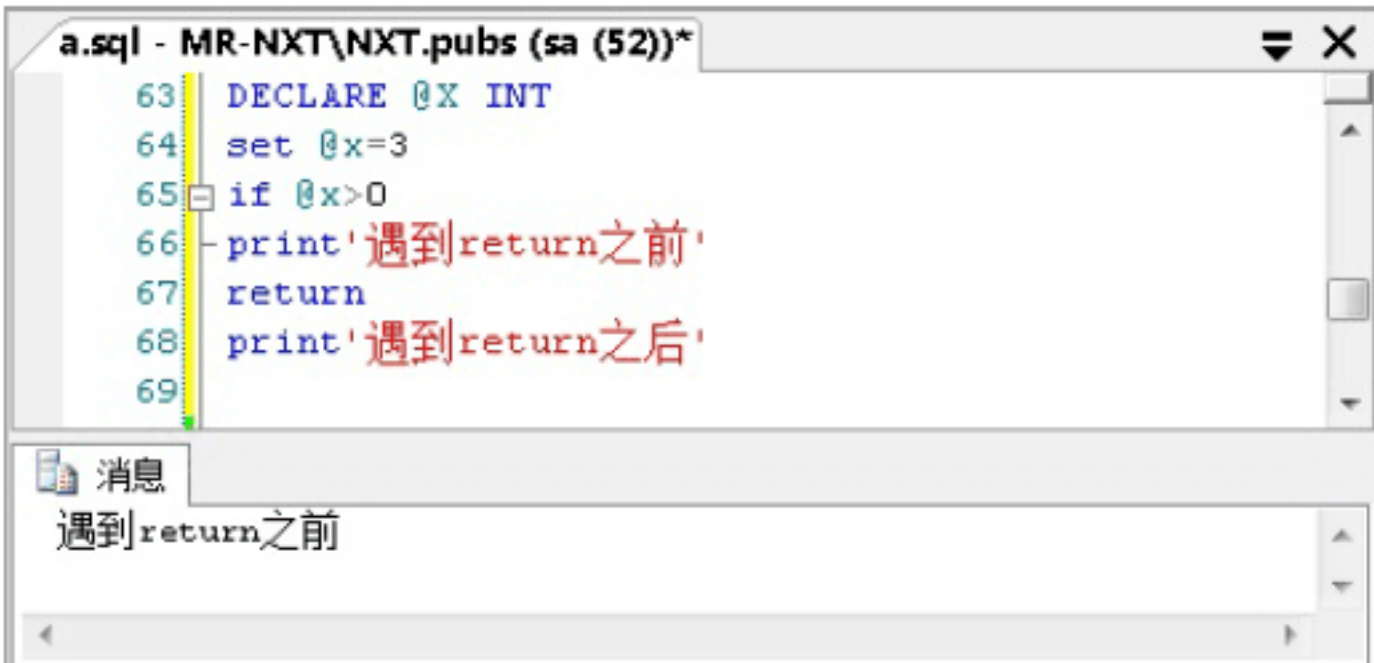 a.sql - MR-NXT\NXT.pubs (sa (52))*
63 DECLARE @X INT
64 set @x=3
65 if @x>0
66 print'遇到return之前'
67 return
68 print'遇到return之后'
69
消息
遇到return之前